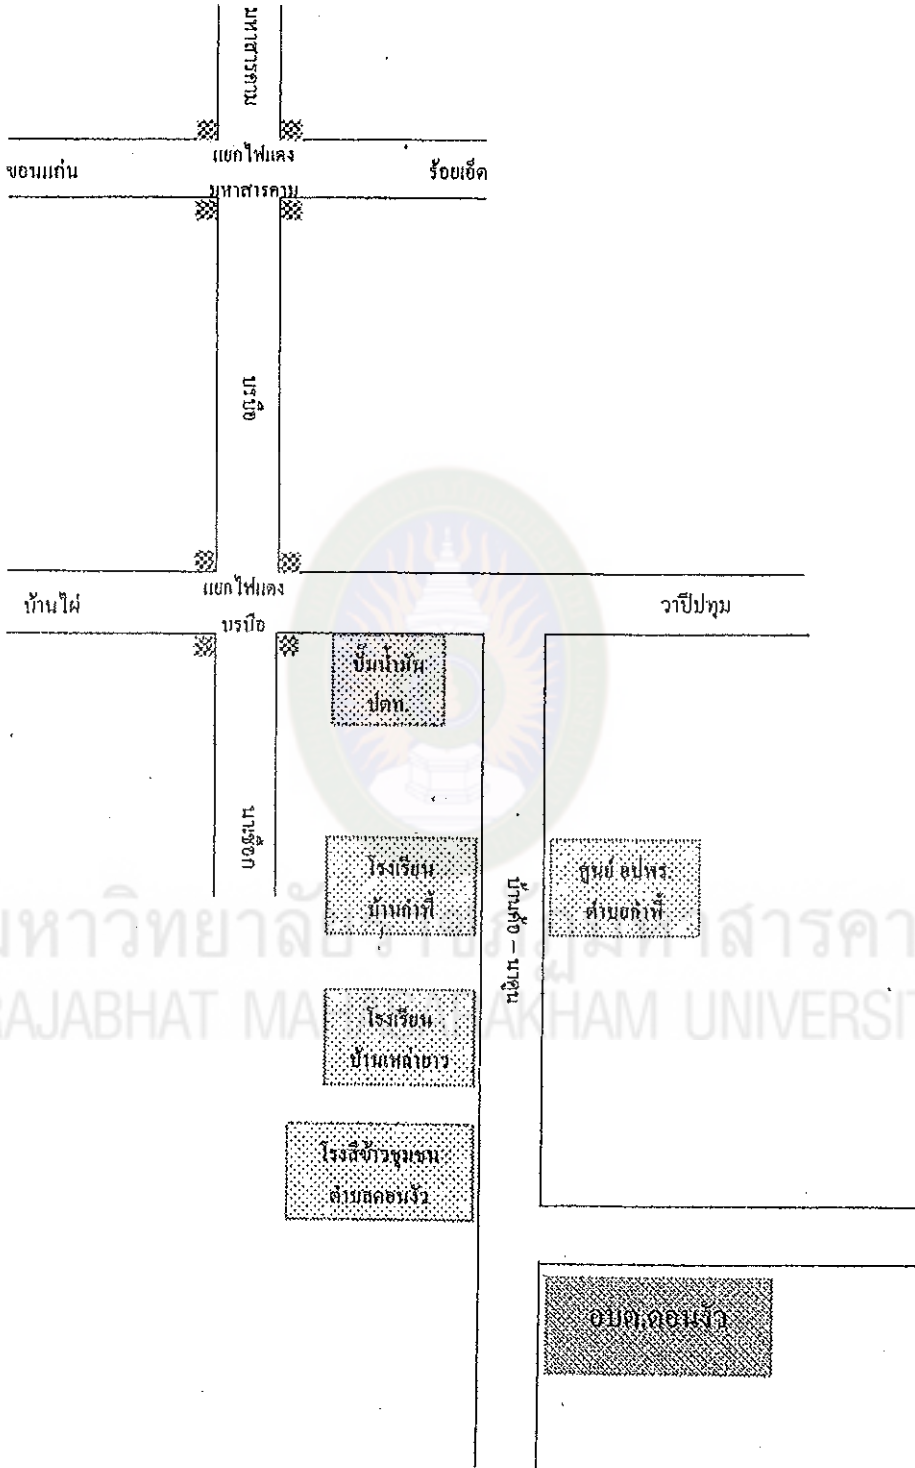 มหาสารคาม
แยกไฟแดง
มหาสารคาม
ขอนแก่น
ร้อยเอ็ด
บรบือ
บ้านไผ่
แยกไฟแดง
บรบือ
วาปีปทุม
ปั๊มน้ำมัน
ปตท.
นาเชือก
โรงเรียน
บ้านกำพี้
ศูนย์ อปพร.
ตำบลกำพี้
บ้านค้อ – นาดูน
มหาวิทยาลัยราชภัฏมหาสารคา
RAJABHAT MAHASARAKHAM UNIVERSIT
โรงเรียน
บ้านเหล่ายาว
โรงสีข้าวชุมชน
ตำบลดอนงัว
อบต.ดอนงัว